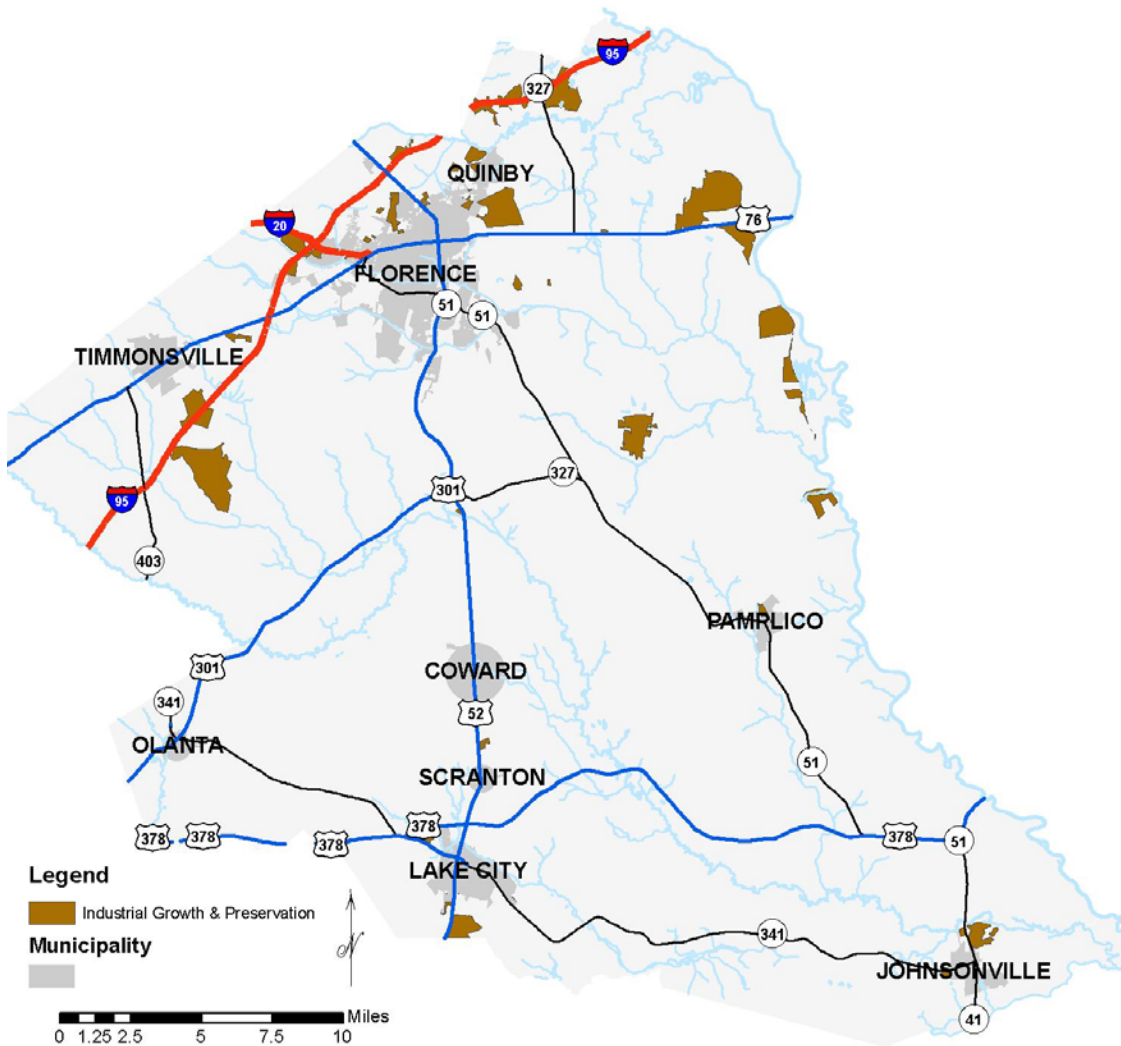 95
327
QUINBY
20
76
FLORENCE
51
51
TIMMONSVILLE
301
327
95
403
PAMPLICO
301
COWARD
341
52
OLANTA
51
SCRANTON
378
378
378
378
378
51
LAKE CITY
Legend
Industrial Growth & Preservation
Municipality
N
341
JOHNSONVILLE
41
Miles
0 1.25 2.5 5 7.5 10